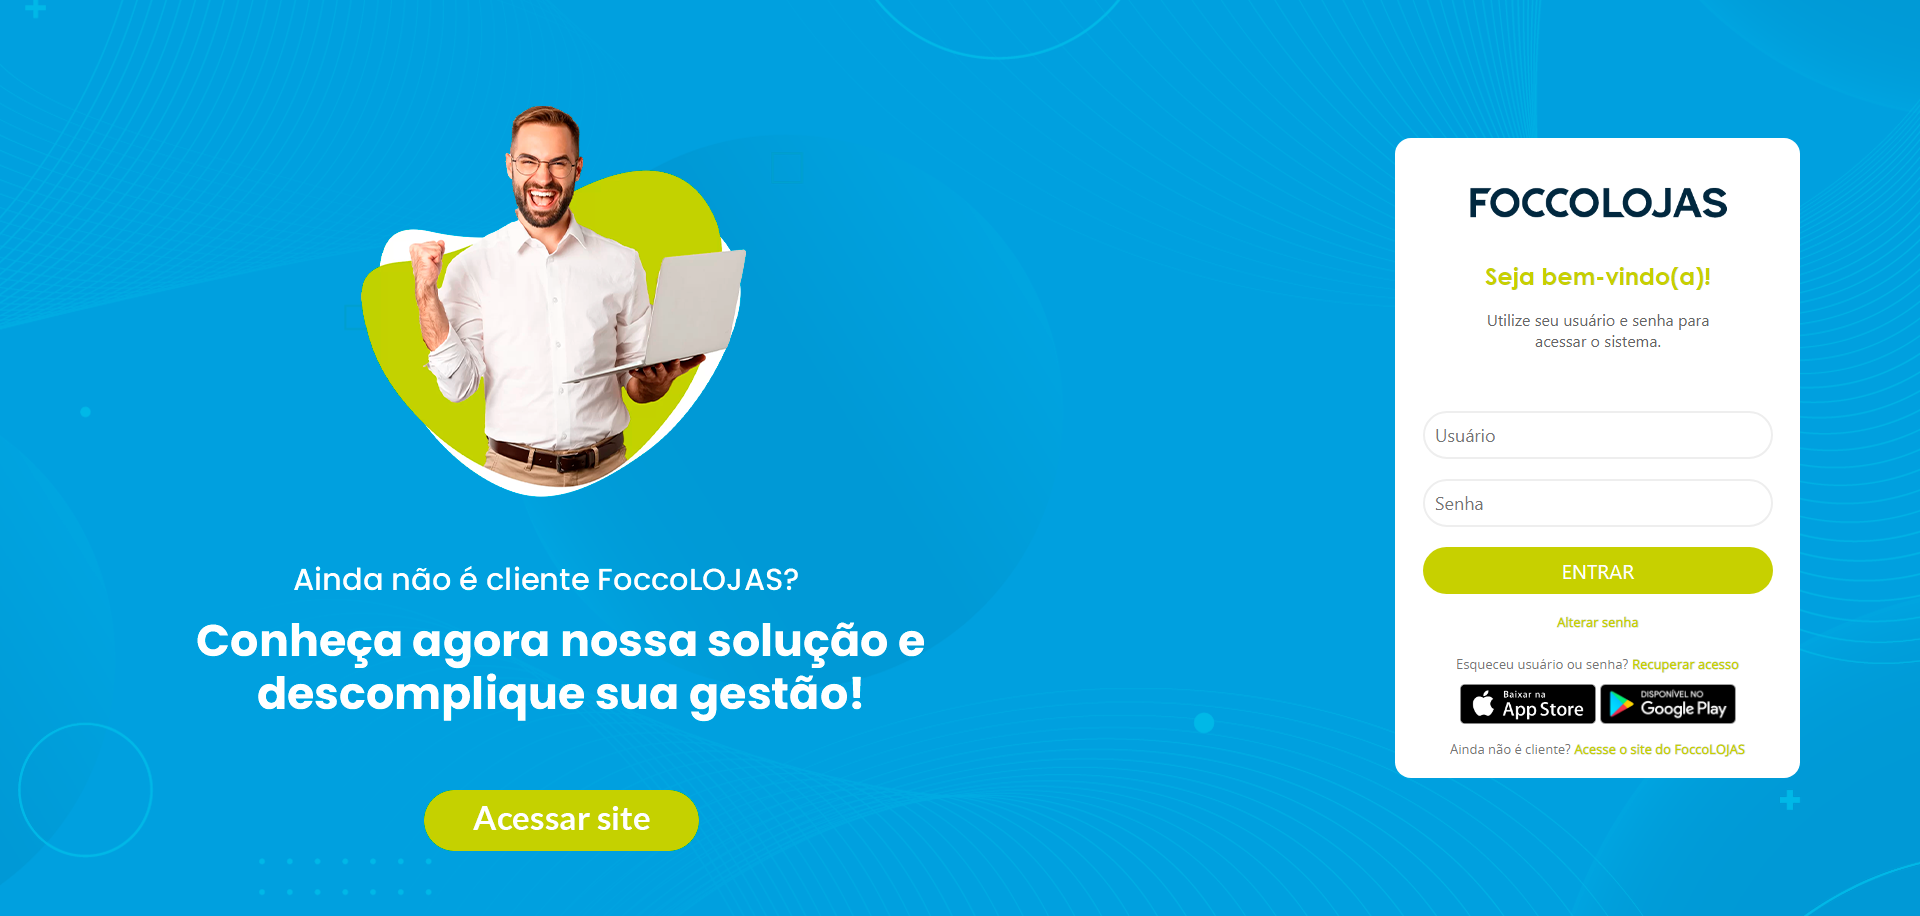 Ainda não é cliente FoccoLOJAS?
Conheça agora nossa solução e
descomplique sua gestão!
Acessar site
FOCCOLOJAS
Seja bem-vindo(a)!
Utilize seu usuário e senha para
acessar o sistema.
Usuário
Senha
ENTRAR
Alterar senha
Esqueceu usuário ou senha? Recuperar acesso
Baixar na
App Store
DISPONÍVEL NO
Google Play
Ainda não é cliente? Acesse o site do FoccoLOJAS